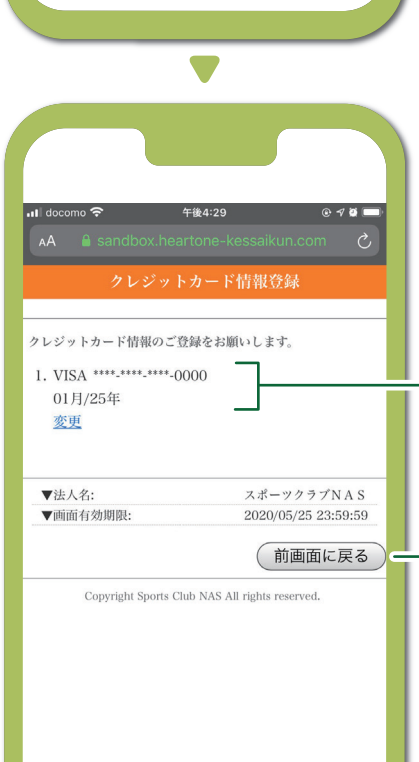 docomo 午後4:29
AA sandbox.heartone-kessaikun.com
クレジットカード情報登録
クレジットカード情報のご登録をお願いします。
1. VISA ****-****-****-0000
01月/25年
変更
▼法人名: スポーツクラブNAS
▼画面有効期限: 2020/05/25 23:59:59
前画面に戻る
Copyright Sports Club NAS All rights reserved.